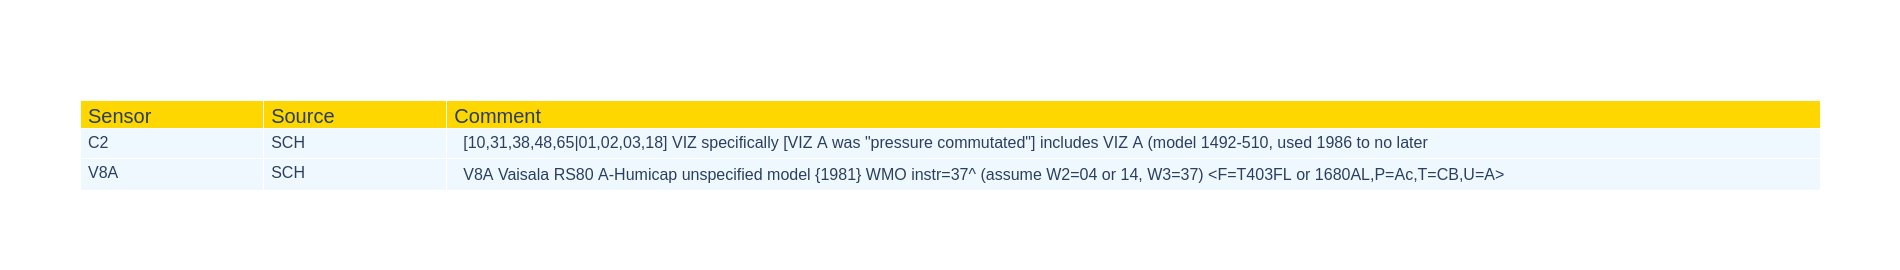 Sensor Source Comment
C2 SCH [10,31,38,48,65|01,02,03,18] VIZ specifically [VIZ A was "pressure commutated"] includes VIZ A (model 1492-510, used 1986 to no later
V8A SCH V8A Vaisala RS80 A-Humicap unspecified model {1981} WMO instr=37^ (assume W2=04 or 14, W3=37) <F=T403FL or 1680AL,P=Ac,T=CB,U=A>